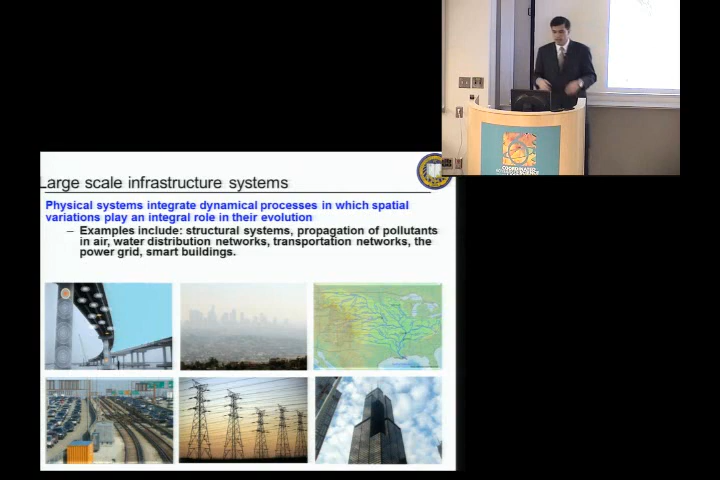 COORDINATED
SCIENCE
Large scale infrastructure systems
Physical systems integrate dynamical processes in which spatial
variations play an integral role in their evolution
– Examples include: structural systems, propagation of pollutants
in air, water distribution networks, transportation networks, the
power grid, smart buildings.